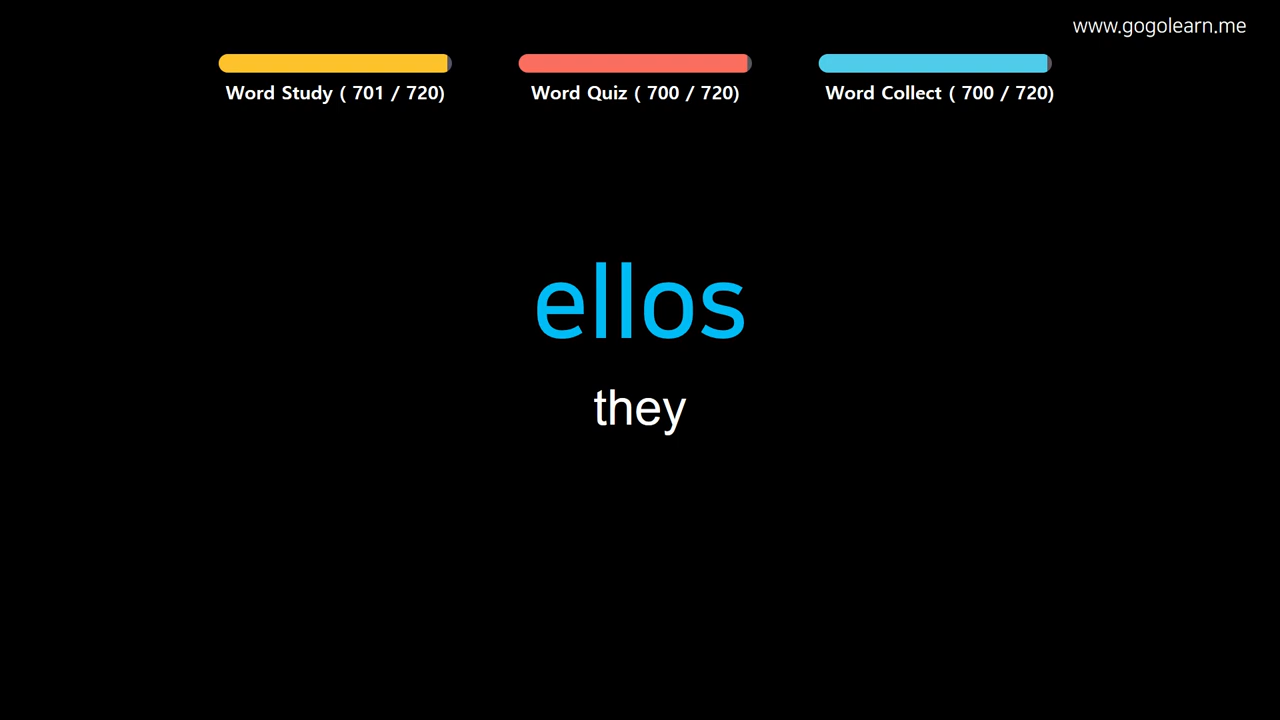 www.gogolearn.me
Word Study ( 701 / 720)
Word Quiz ( 700 / 720)
Word Collect ( 700 / 720)
ellos
they